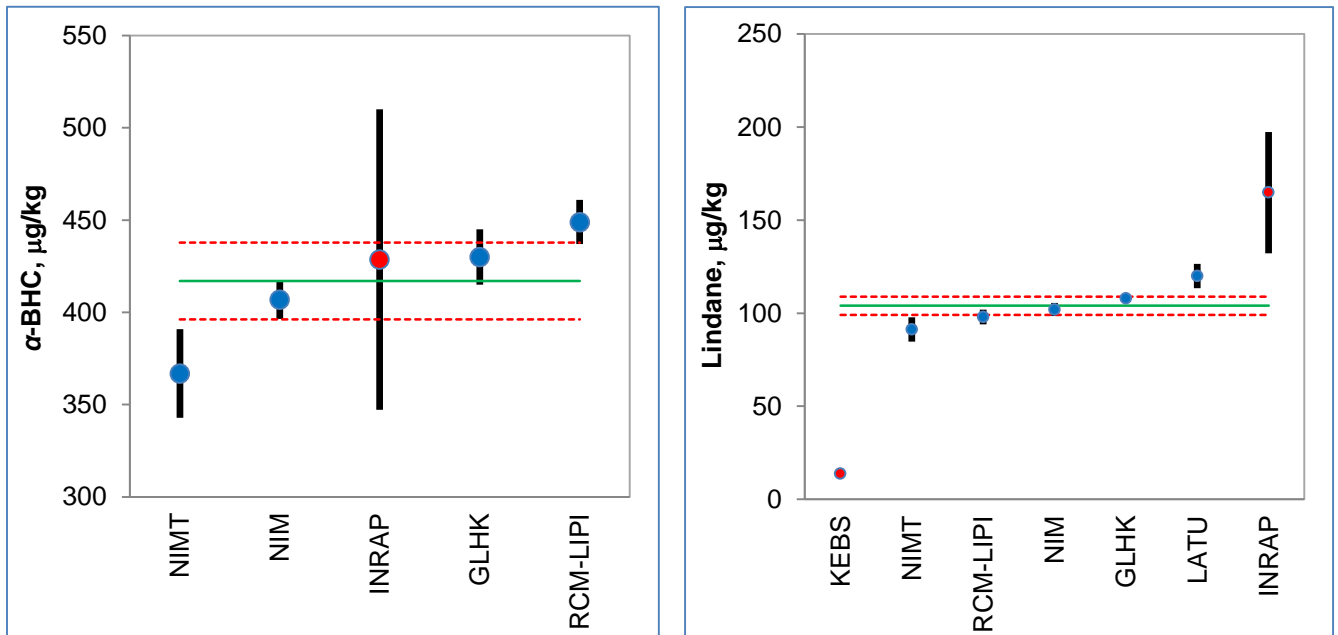 α-BHC, µg/kg
550
500
450
400
350
300
NIMT
NIM
INRAP
GLHK
RCM-LIPI
Lindane, µg/kg
250
200
150
100
50
0
KEBS
NIMT
RCM-LIPI
NIM
GLHK
LATU
INRAP